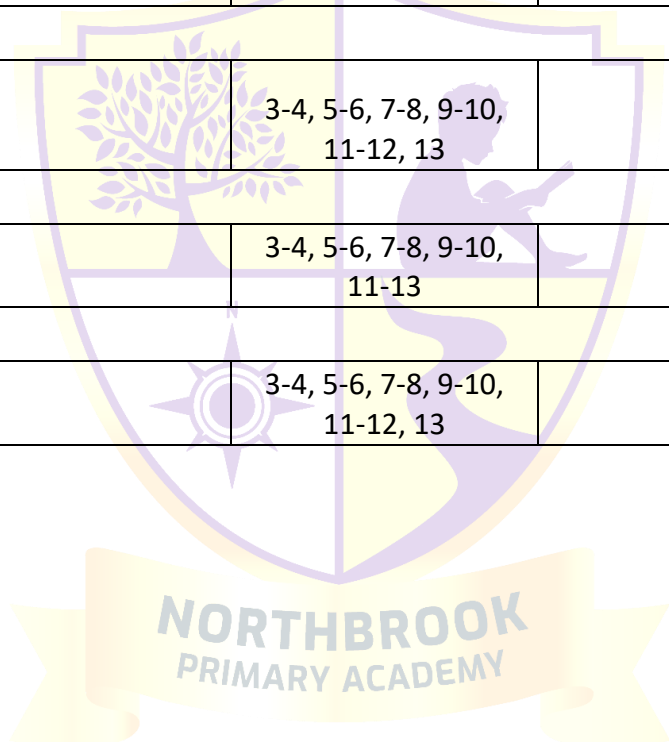 3-4, 5-6, 7-8, 9-10,
11-12, 13
3-4, 5-6, 7-8, 9-10,
11-13
N
3-4, 5-6, 7-8, 9-10,
11-12, 13
NORTHBROOK
PRIMARY ACADEMY